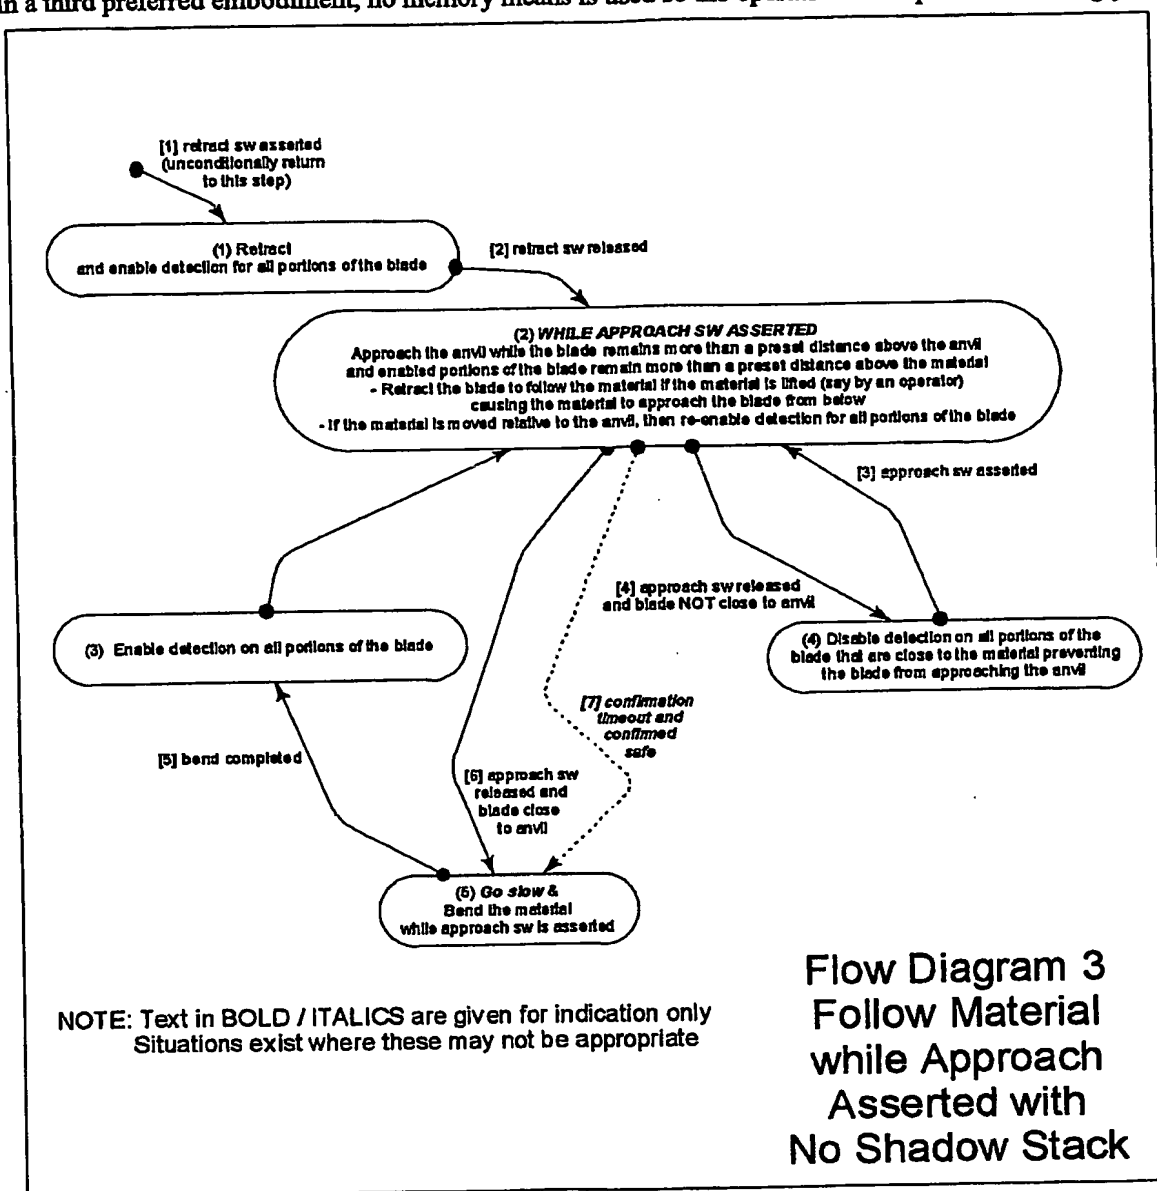 in a third preferred embodiment, no memory means is used so the
[1] retract sw asserted
(unconditionally return
to this step)
(1) Retract
and enable detection for all portions of the blade
[2] retract sw released
(2) WHILE APPROACH SW ASSERTED
Approach the anvil while the blade remains more than a preset distance above the anvil
and enabled portions of the blade remain more than a preset distance above the material
- Retract the blade to follow the material if the material is lifted (say by an operator)
causing the material to approach the blade from below
- If the material is moved relative to the anvil, then re-enable detection for all portions of the blade
[3] approach sw asserted
[4] approach sw released
and blade NOT close to anvil
(3) Enable detection on all portions of the blade
(4) Disable detection on all portions of the
blade that are close to the material preventing
the blade from approaching the anvil
[7] confirmation
timeout and
confirmed
safe
[5] bend completed
[6] approach sw
released and
blade close
to anvil
(5) Go slow &
Bend the material
while approach sw is asserted
Flow Diagram 3
Follow Material
while Approach
Asserted with
No Shadow Stack
NOTE: Text in BOLD / ITALICS are given for indication only
Situations exist where these may not be appropriate